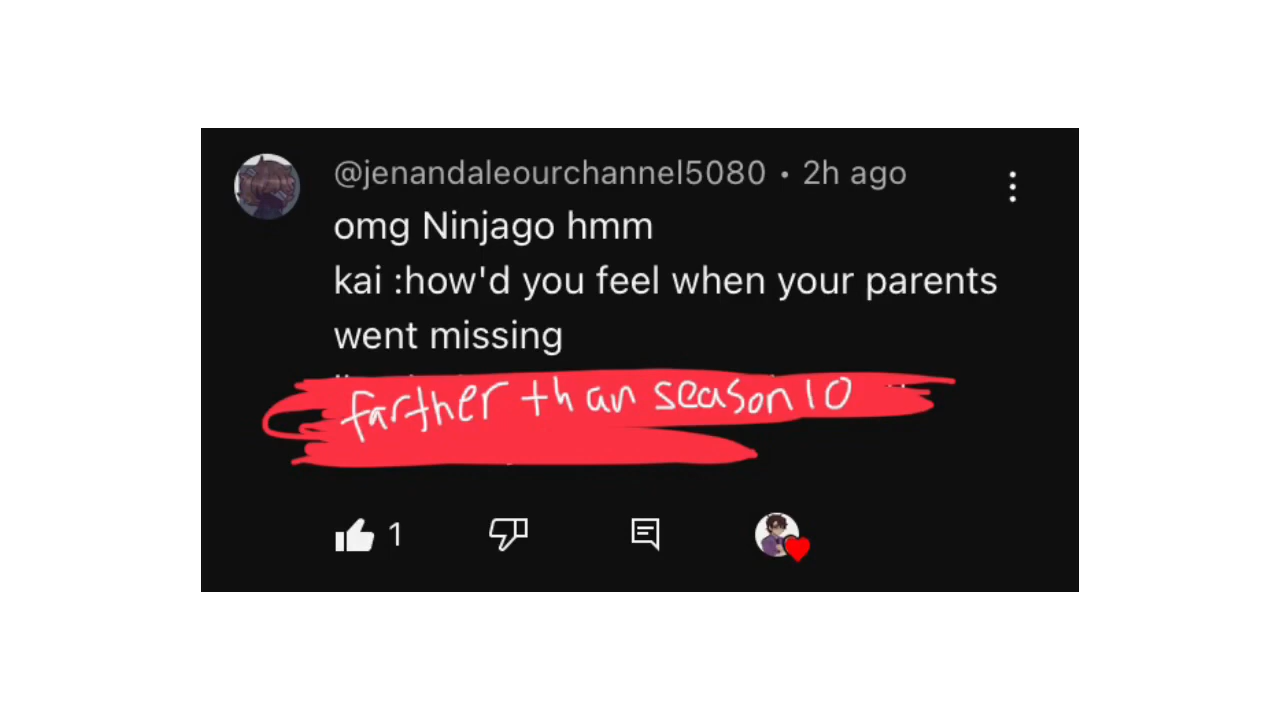 @jenandaleourchannel5080 • 2h ago
omg Ninjago hmm
kai :how'd you feel when your parents
went missing
farther than season 10
1